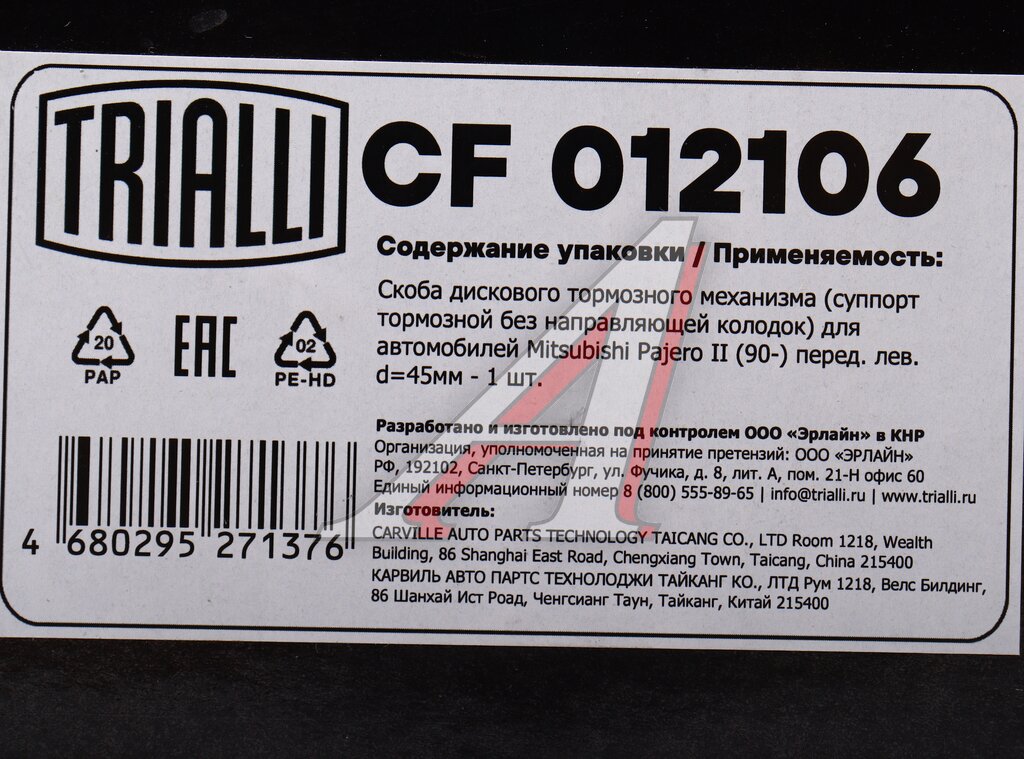 TRIALLI
CF 012106
Содержание упаковки / Применяемость:
Скоба дискового тормозного механизма (суппорт
тормозной без направляющей колодок) для
автомобилей Mitsubishi Pajero II (90-) перед. лев.
d=45мм - 1 шт.
20
PAP
EAC
02
PE-HD
Разработано и изготовлено под контролем ООО «Эрлайн» в КНР
Организация, уполномоченная на принятие претензий: ООО «ЭРЛАЙН»
РФ, 192102, Санкт-Петербург, ул. Фучика, д. 8, лит. А, пом. 21-Н офис 60
Единый информационный номер 8 (800) 555-89-65 | info@trialli.ru | www.trialli.ru
Изготовитель:
CARVILLE AUTO PARTS TECHNOLOGY TAICANG CO., LTD Room 1218, Wealth
Building, 86 Shanghai East Road, Chengxiang Town, Taicang, China 215400
КАРВИЛЬ АВТО ПАРТС ТЕХНОЛОДЖИ ТАЙКАНГ КО., ЛТД Рум 1218, Велс Билдинг,
86 Шанхай Ист Роад, Ченгсианг Таун, Тайканг, Китай 215400
4 680295 271376